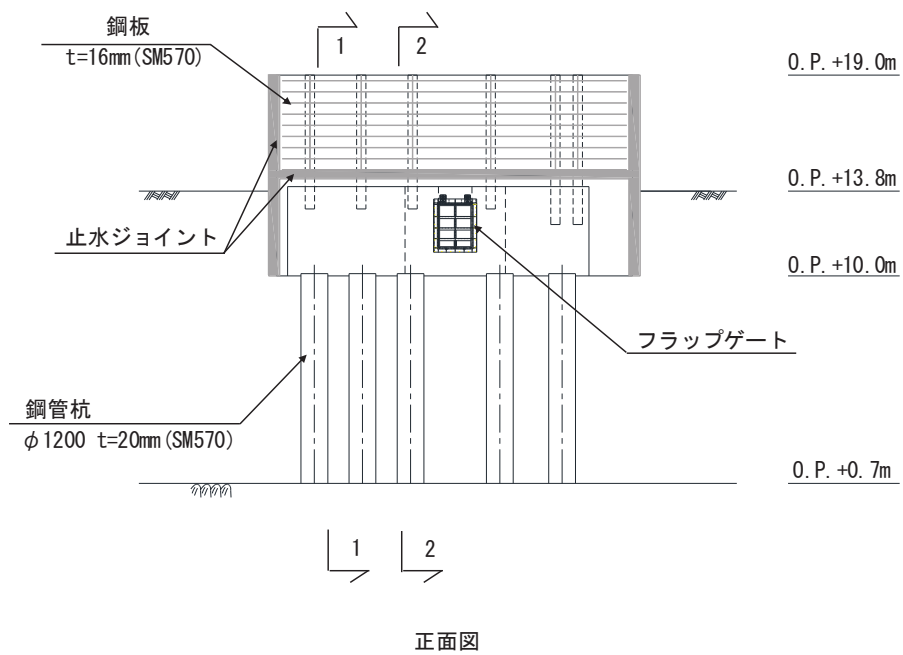 鋼板
t=16mm(SM570)
1
2
O.P.+19.0m
O.P.+13.8m
止水ジョイント
O.P.+10.0m
フラップゲート
鋼管杭
φ1200 t=20mm(SM570)
O.P.+0.7m
1
2
正面図